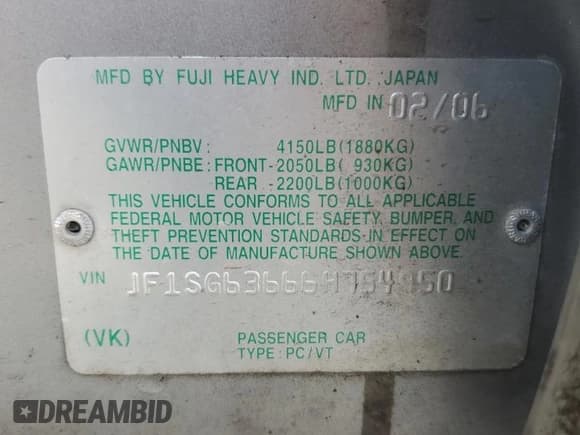 MFD BY FUJI HEAVY IND. LTD. JAPAN
MFD IN 02/06
GVWR/PNBV: 4150LB(1880KG)
GAWR/PNBE: FRONT-2050LB( 930KG)
REAR -2200LB(1000KG)
THIS VEHICLE CONFORMS TO ALL APPLICABLE
FEDERAL MOTOR VEHICLE SAFETY, BUMPER, AND
THEFT PREVENTION STANDARDS IN EFFECT ON
THE DATE OF MANUFACTURE SHOWN ABOVE.
VIN
(VK) PASSENGER CAR
TYPE: PC/VT
DREAMBID